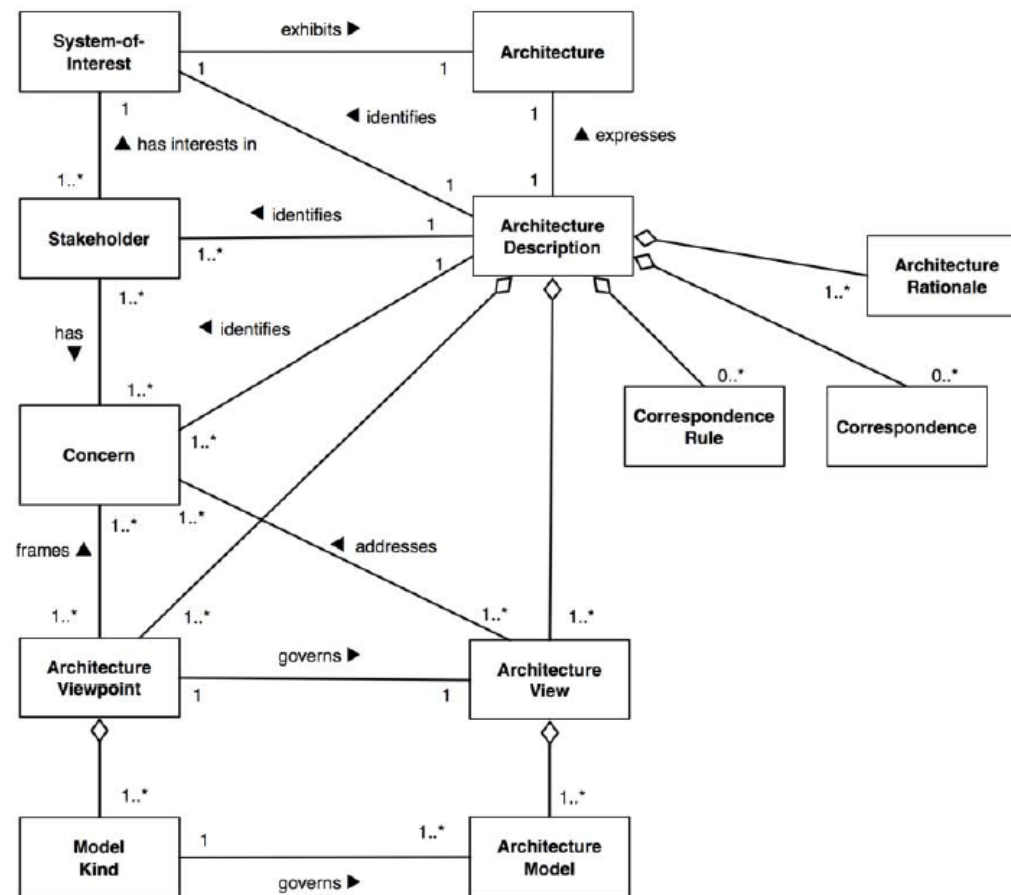 System-of-
Interest
exhibits ▶
Architecture
1
1
1
◀ identifies
1
▲ has interests in
▲ expresses
1..*
1
1
Stakeholder
◀ identifies
1
Architecture
Description
1..*
1
Architecture
Rationale
1..*
1..*
has
▼
◀ identifies
1..*
1..*
0..*
0..*
Concern
Correspondence
Rule
Correspondence
1..*
1..*
frames ▲
◀ addresses
1..*
1..*
1..*
1..*
Architecture
Viewpoint
governs ▶
Architecture
View
1
1
1..*
1..*
Model
Kind
1
1..*
Architecture
Model
governs ▶